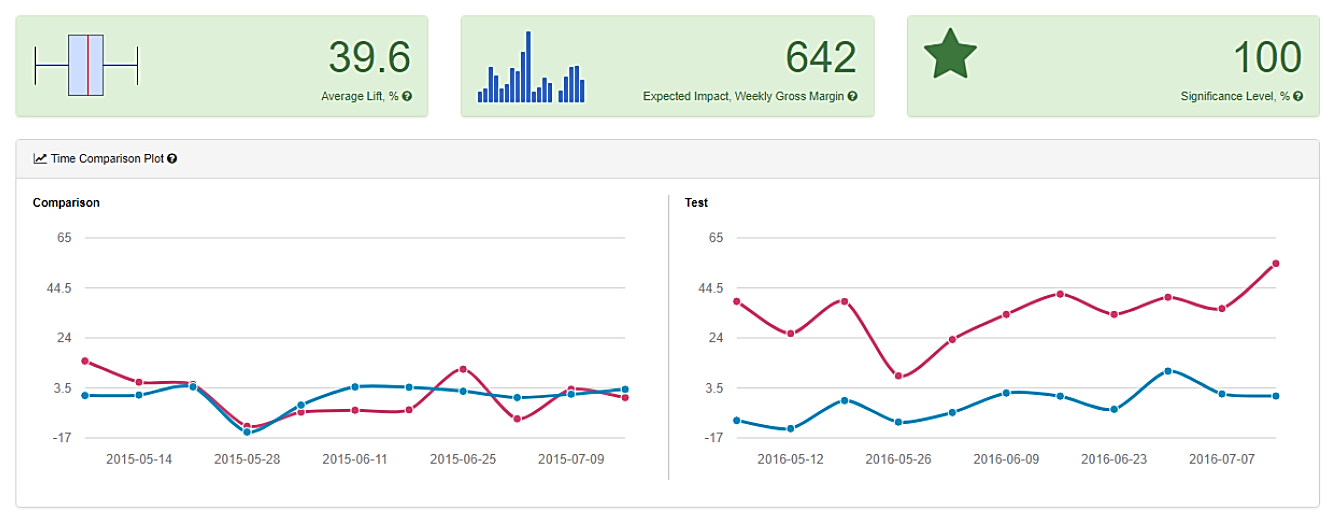 39.6
Average Lift, %
642
Expected Impact, Weekly Gross Margin
100
Significance Level, %
Time Comparison Plot
Comparison
65
44.5
24
3.5
-17
2015-05-14 2015-05-28 2015-06-11 2015-06-25 2015-07-09
Test
65
44.5
24
3.5
-17
2016-05-12 2016-05-26 2016-06-09 2016-06-23 2016-07-07